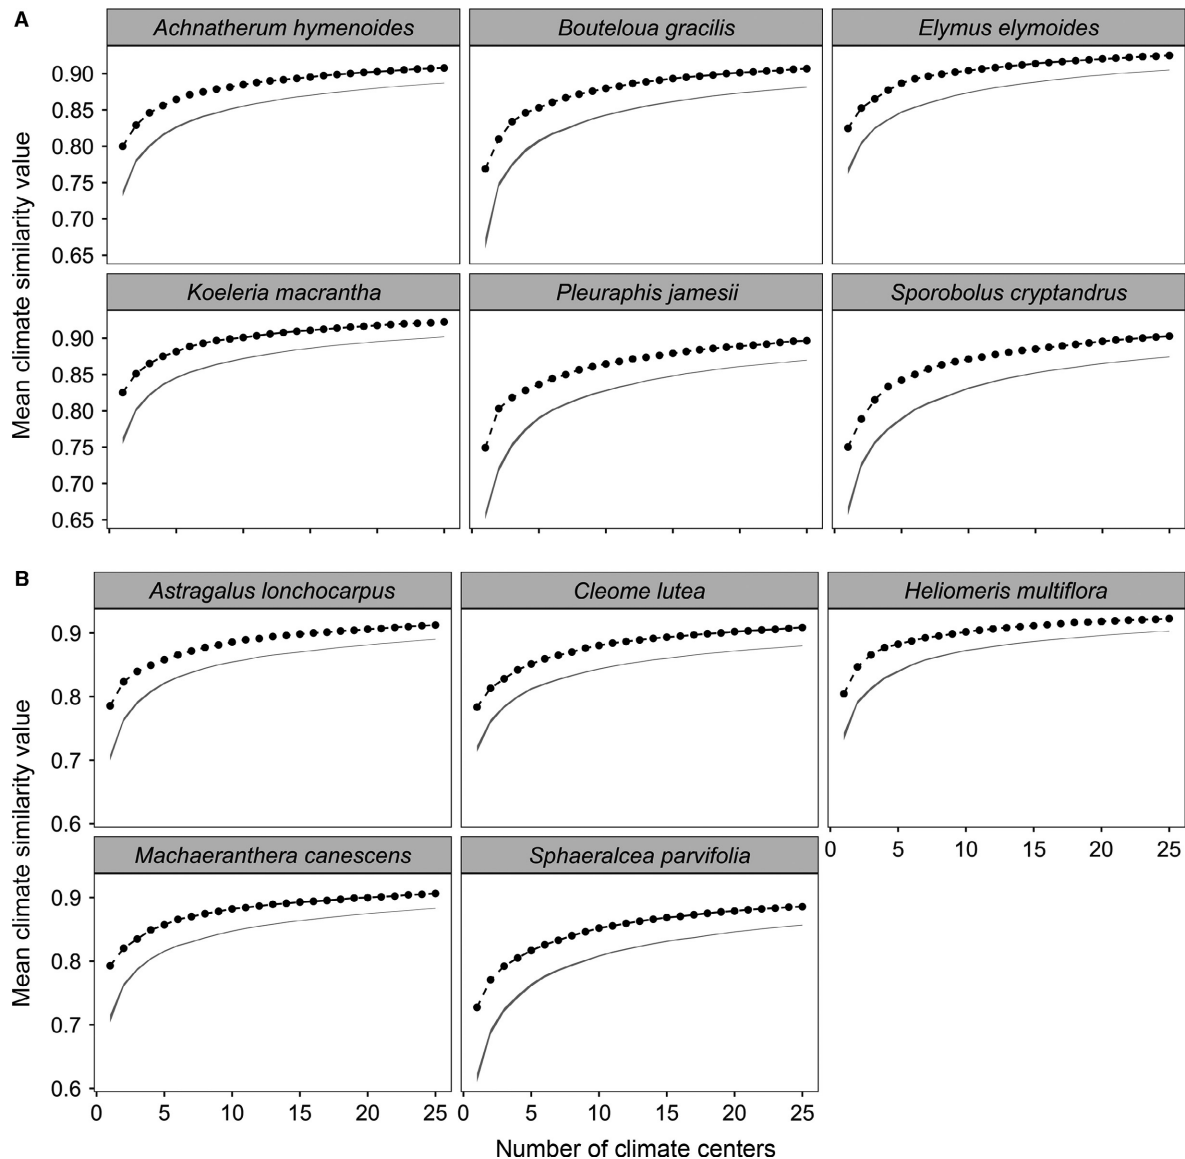 A
Achnatherum hymenoides
Bouteloua gracilis
Elymus elymoides
0.90
0.85
0.80
0.75
0.70
0.65
Mean climate similarity value
Koeleria macrantha
Pleuraphis jamesii
Sporobolus cryptandrus
0.90
0.85
0.80
0.75
0.70
0.65
B
Astragalus lonchocarpus
Cleome lutea
Heliomeris multiflora
0.9
0.8
0.7
0.6
Mean climate similarity value
0 5 10 15 20 25
Machaeranthera canescens
Sphaeralcea parvifolia
0.9
0.8
0.7
0.6
0 5 10 15 20 25
0 5 10 15 20 25
Number of climate centers